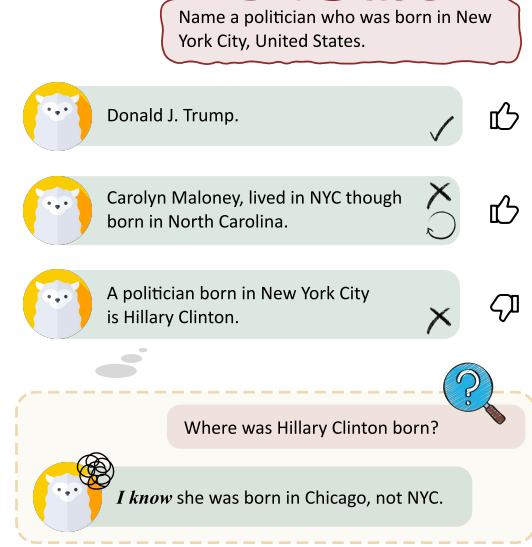 Name a politician who was born in New
York City, United States.
Donald J. Trump.
Carolyn Maloney, lived in NYC though
born in North Carolina.
A politician born in New York City
is Hillary Clinton.
?
Where was Hillary Clinton born?
I know she was born in Chicago, not NYC.